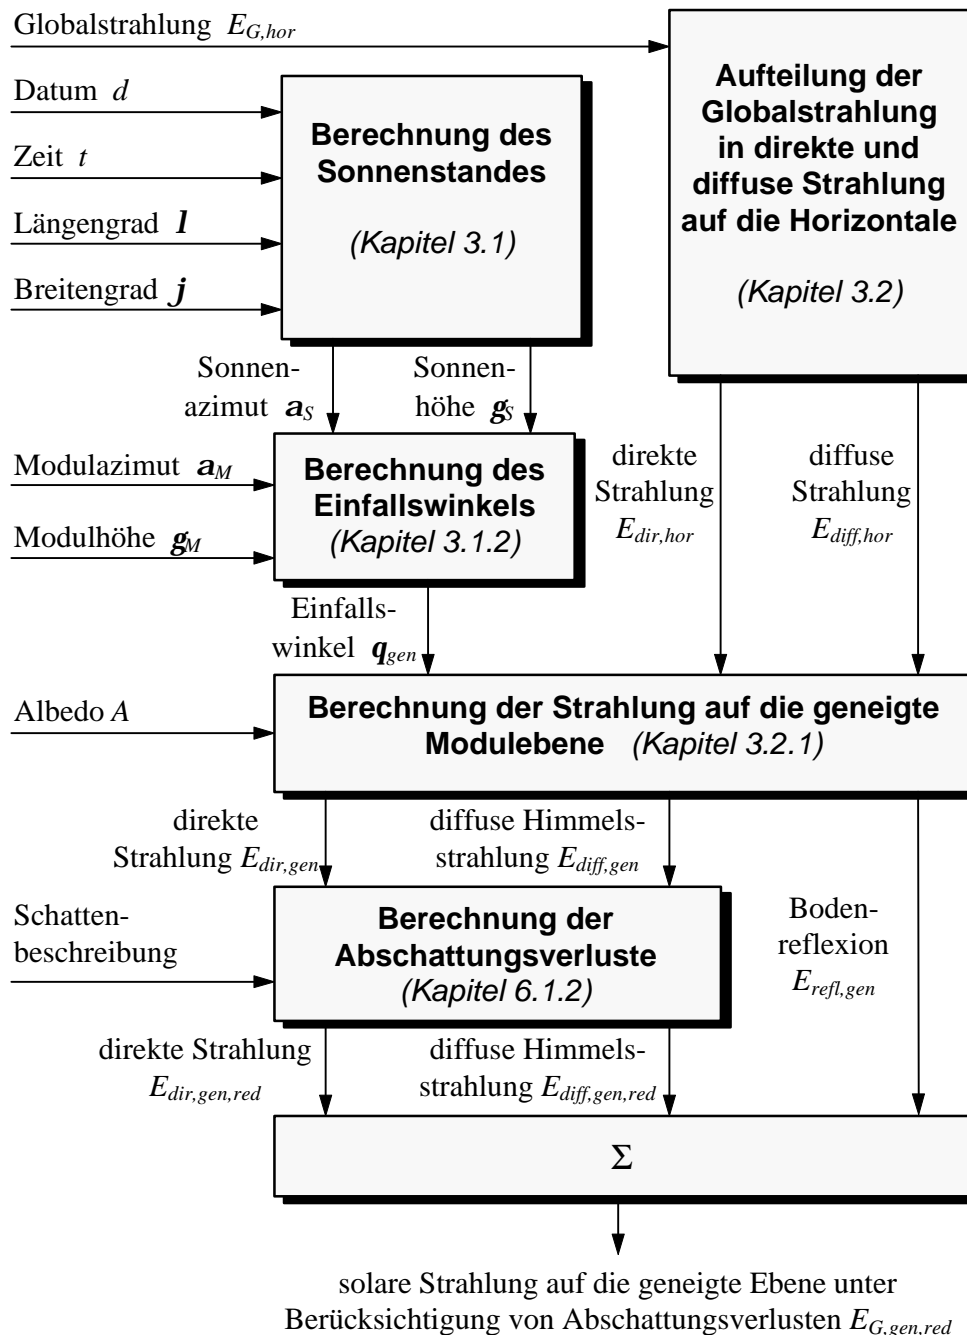 Globalstrahlung E_G,hor
Datum d
Zeit t
Längengrad l
Breitengrad j
Berechnung des
Sonnenstandes
(Kapitel 3.1)
Aufteilung der
Globalstrahlung
in direkte und
diffuse Strahlung
auf die Horizontale
(Kapitel 3.2)
Sonnen-
azimut a_S
Sonnen-
höhe g_S
Modulazimut a_M
Modulhöhe g_M
Berechnung des
Einfallswinkels
(Kapitel 3.1.2)
direkte
Strahlung
E_dir,hor
diffuse
Strahlung
E_diff,hor
Einfalls-
winkel q_gen
Albedo A
Berechnung der Strahlung auf die geneigte
Modulebene (Kapitel 3.2.1)
direkte
Strahlung E_dir,gen
diffuse Himmels-
strahlung E_diff,gen
Schatten-
beschreibung
Berechnung der
Abschattungsverluste
(Kapitel 6.1.2)
Boden-
reflexion
E_refl,gen
direkte Strahlung
E_dir,gen,red
diffuse Himmels-
strahlung E_diff,gen,red
Σ
solare Strahlung auf die geneigte Ebene unter
Berücksichtigung von Abschattungsverlusten E_G,gen,red